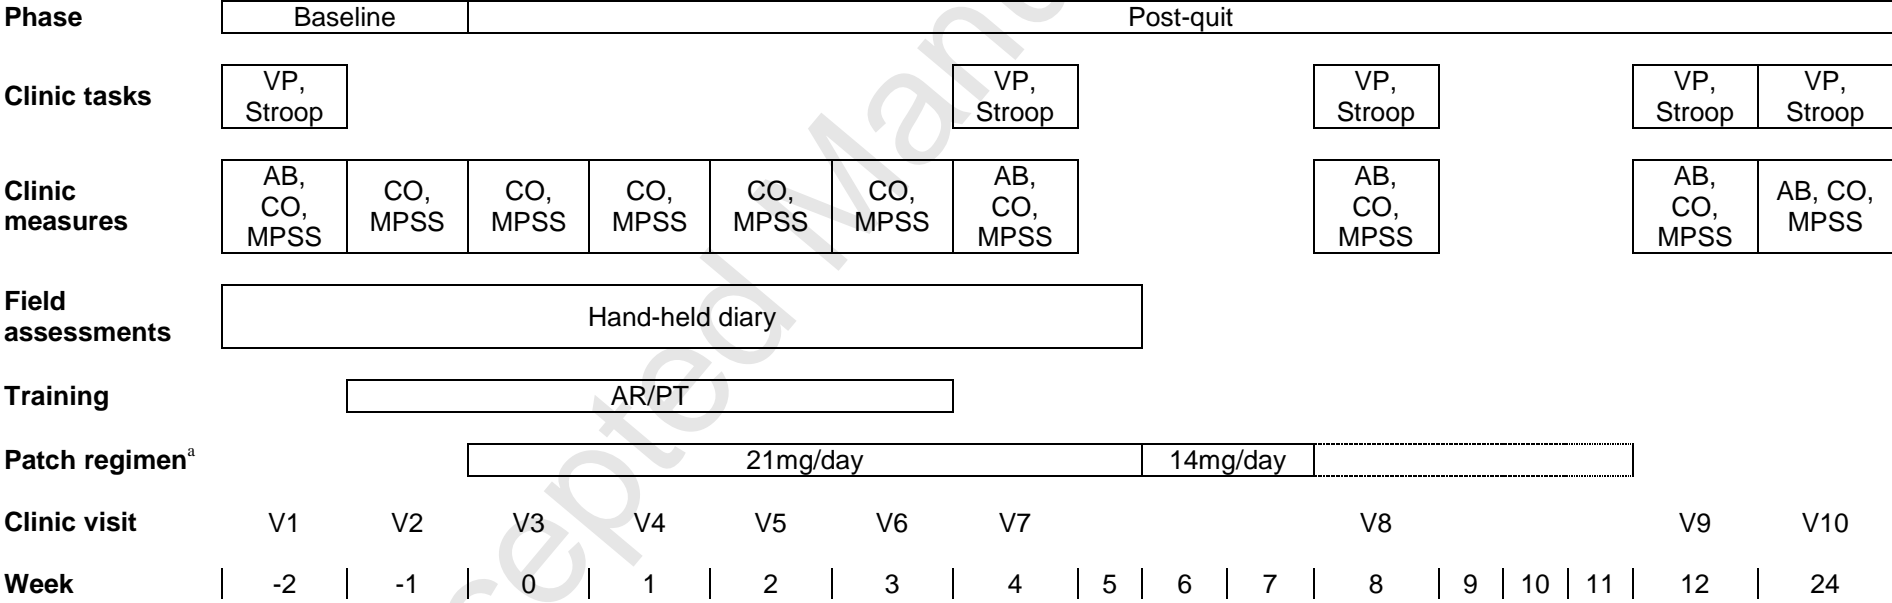 Phase Baseline Post-quit
Clinic tasks VP, Stroop VP, Stroop VP, Stroop VP, Stroop VP, Stroop
Clinic measures AB, CO, MPSS CO, MPSS CO, MPSS CO, MPSS CO, MPSS CO, MPSS AB, CO, MPSS AB, CO, MPSS AB, CO, MPSS AB, CO, MPSS
Field assessments Hand-held diary
Training AR/PT
Patch regimen^a 21mg/day 14mg/day
Clinic visit V1 V2 V3 V4 V5 V6 V7 V8 V9 V10
Week -2 -1 0 1 2 3 4 5 6 7 8 9 10 11 12 24